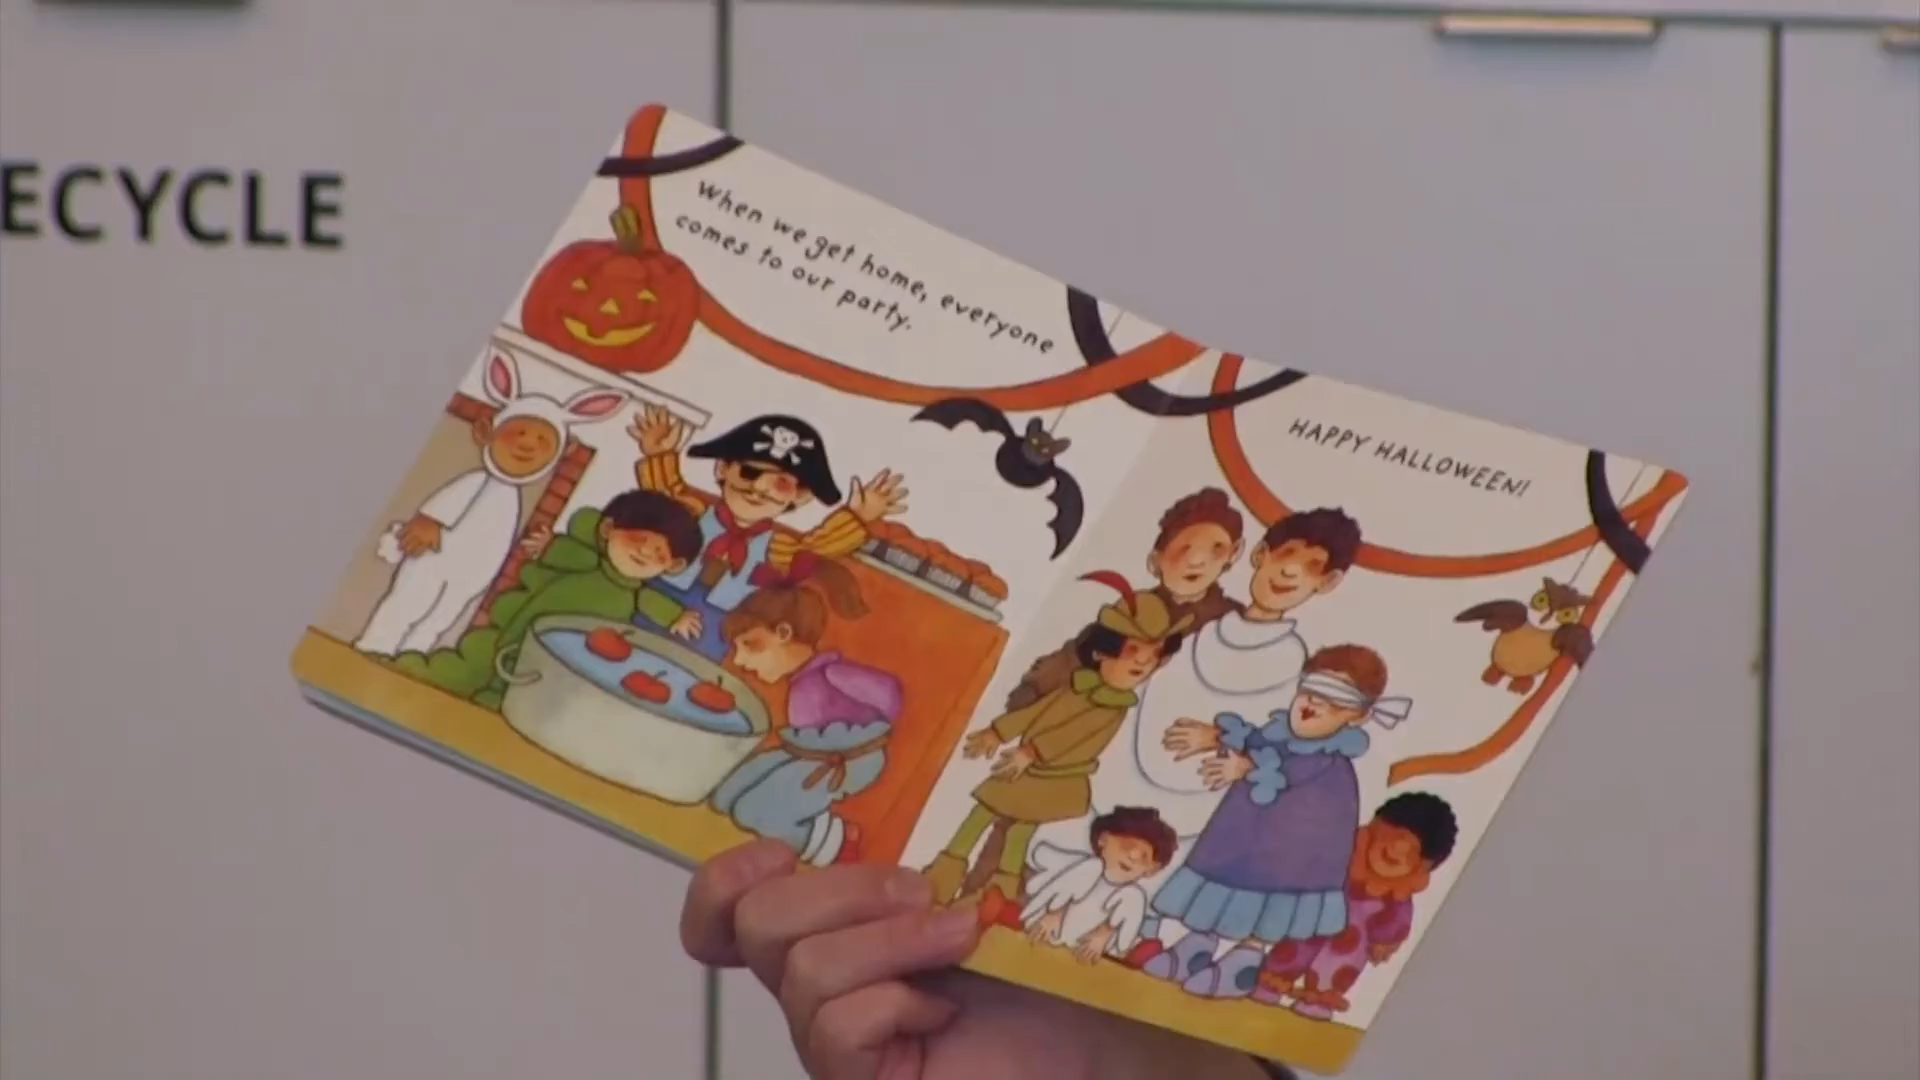 ECYCLE
When we get home, everyone
comes to our party.
HAPPY HALLOWEEN!